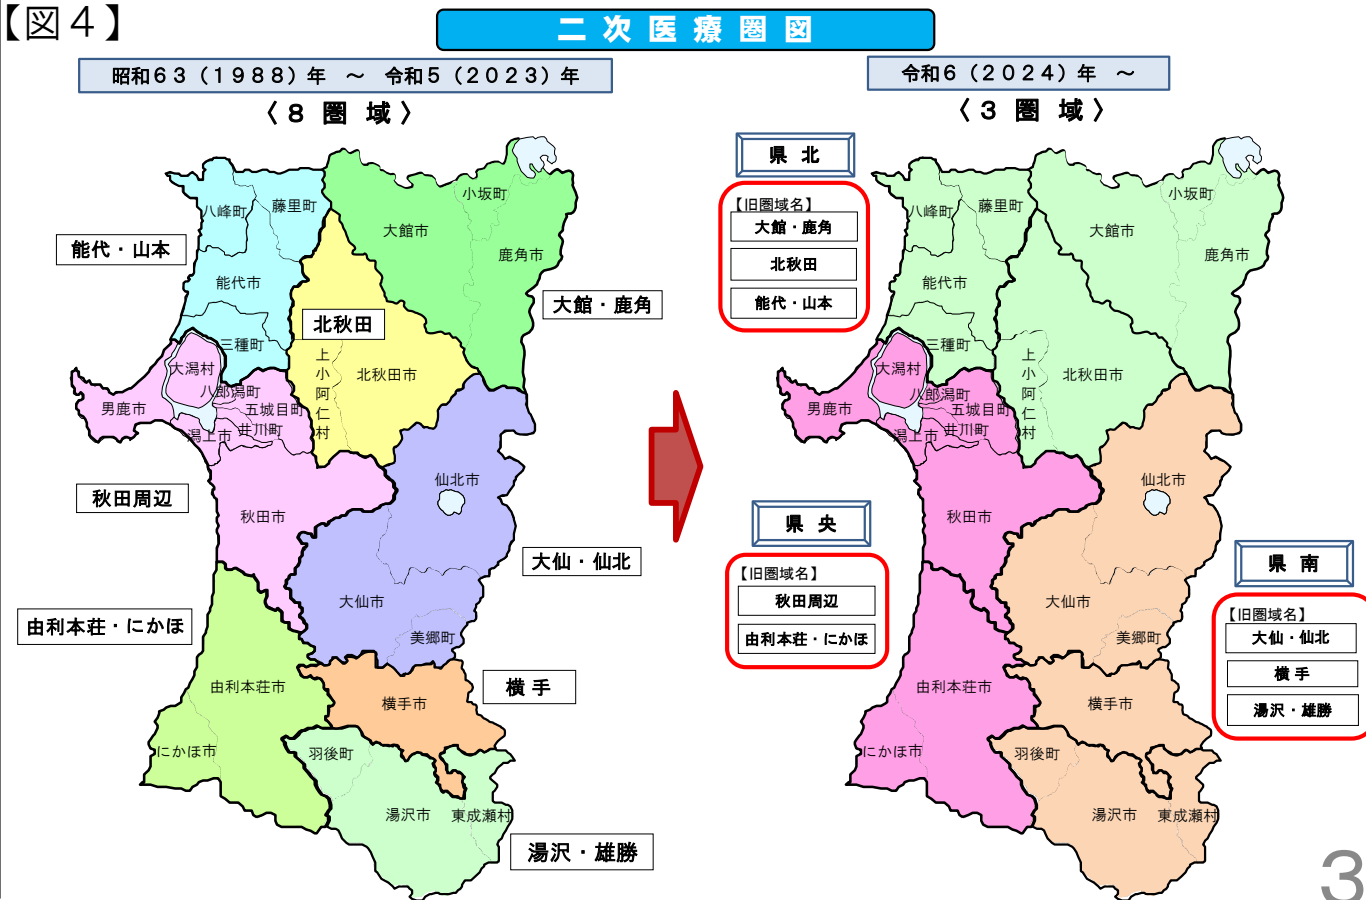 【図４】
二次医療圏図
昭和６３（１９８８）年　～　令和５（２０２３）年
〈８圏域〉
八峰町
藤里町
小坂町
大館市
鹿角市
能代・山本
能代市
大館・鹿角
北秋田
三種町
大潟村
上小阿仁村
北秋田市
八郎潟町
男鹿市
五城目町
井川町
潟上市
仙北市
秋田周辺
秋田市
大仙・仙北
大仙市
由利本荘・にかほ
美郷町
由利本荘市
横手
横手市
にかほ市
羽後町
湯沢市
東成瀬村
湯沢・雄勝
令和６（２０２４）年　～
〈３圏域〉
県北
【旧圏域名】
大館・鹿角
北秋田
能代・山本
八峰町
藤里町
小坂町
大館市
鹿角市
能代市
三種町
大潟村
上小阿仁村
北秋田市
八郎潟町
男鹿市
五城目町
井川町
潟上市
仙北市
県央
【旧圏域名】
秋田周辺
由利本荘・にかほ
秋田市
県南
【旧圏域名】
大仙・仙北
横手
湯沢・雄勝
大仙市
美郷町
由利本荘市
横手市
にかほ市
羽後町
湯沢市
東成瀬村
3